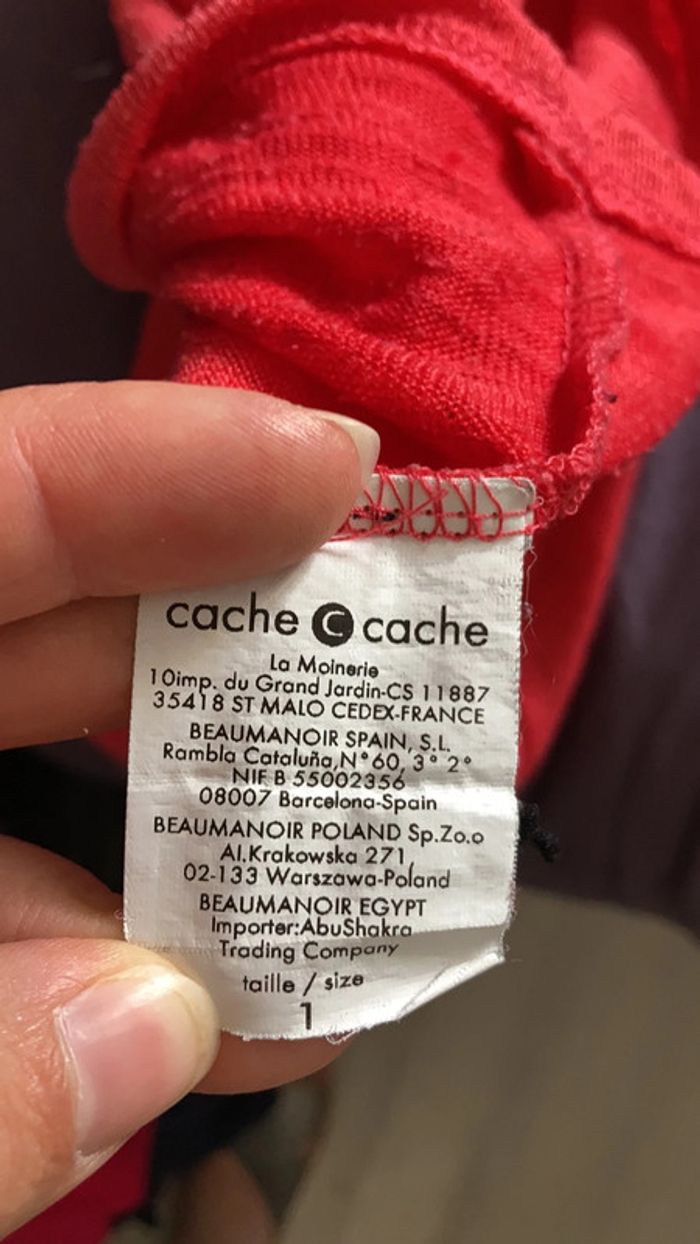 cache C cache
La Moinerie
10imp. du Grand Jardin-CS 11887
35418 ST MALO CEDEX-FRANCE
BEAUMANOIR SPAIN, S.L.
Rambla Cataluña,N°60, 3° 2°
NIF B 55002356
08007 Barcelona-Spain
BEAUMANOIR POLAND Sp.Zo.o
Al.Krakowska 271,
02-133 Warszawa-Poland
BEAUMANOIR EGYPT
Importer:AbuShakra
Trading Company
taille / size
1